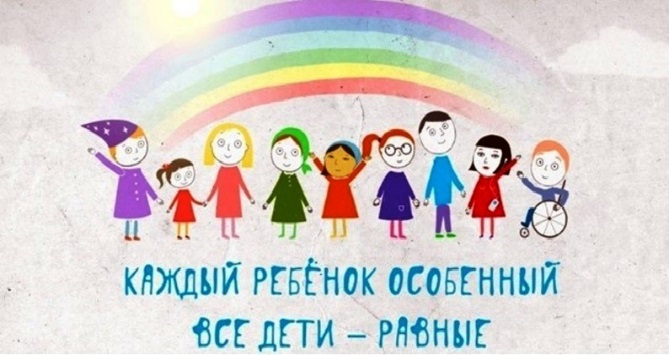 КАЖДЫЙ РЕБЁНОК ОСОБЕННЫЙ
ВСЕ ДЕТИ – РАВНЫЕ